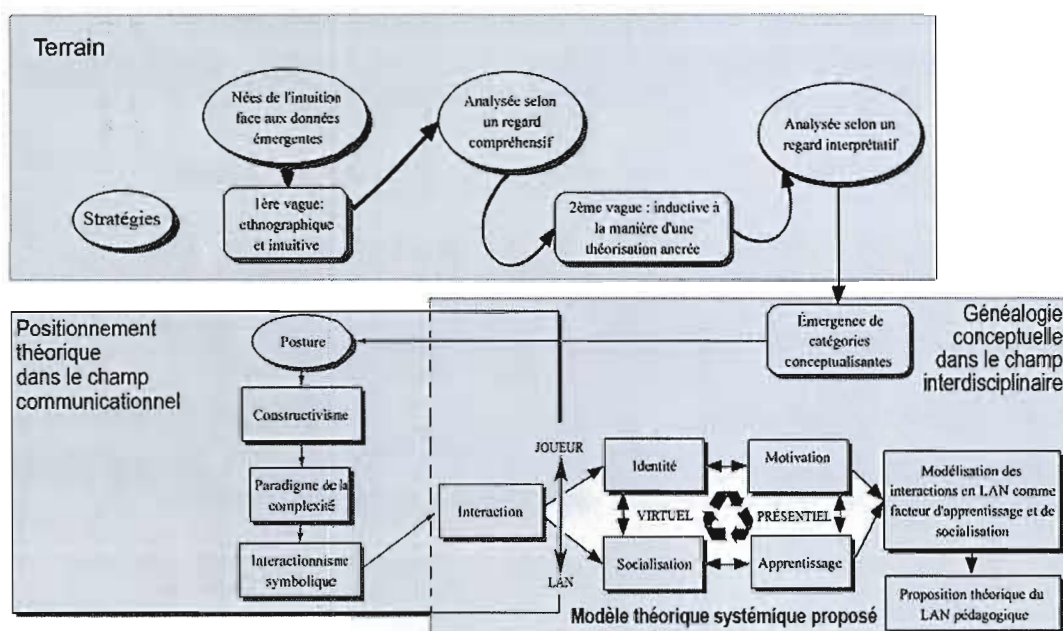 Terrain
Nées de l'intuition
face aux données
émergentes
Analysée selon
un regard
compréhensif
Analysée selon un
regard interprétatif
Stratégies
1ère vague:
ethnographique
et intuitive
2ème vague : inductive à
la manière d'une
théorisation ancrée
Positionnement
théorique
dans le champ
communicationnel
Posture
Constructivisme
Paradigme de la
complexité
Interactionnisme
symbolique
Émergence de
catégories
conceptualisantes
Généalogie
conceptuelle
dans le champ
interdisciplinaire
Interaction
JOUEUR
LAN
Identité
Motivation
VIRTUEL
PRÉSENTIEL
Socialisation
Apprentissage
Modélisation des
interactions en LAN comme
facteur d'apprentissage et de
socialisation
Proposition théorique du
LAN pédagogique
Modèle théorique systémique proposé